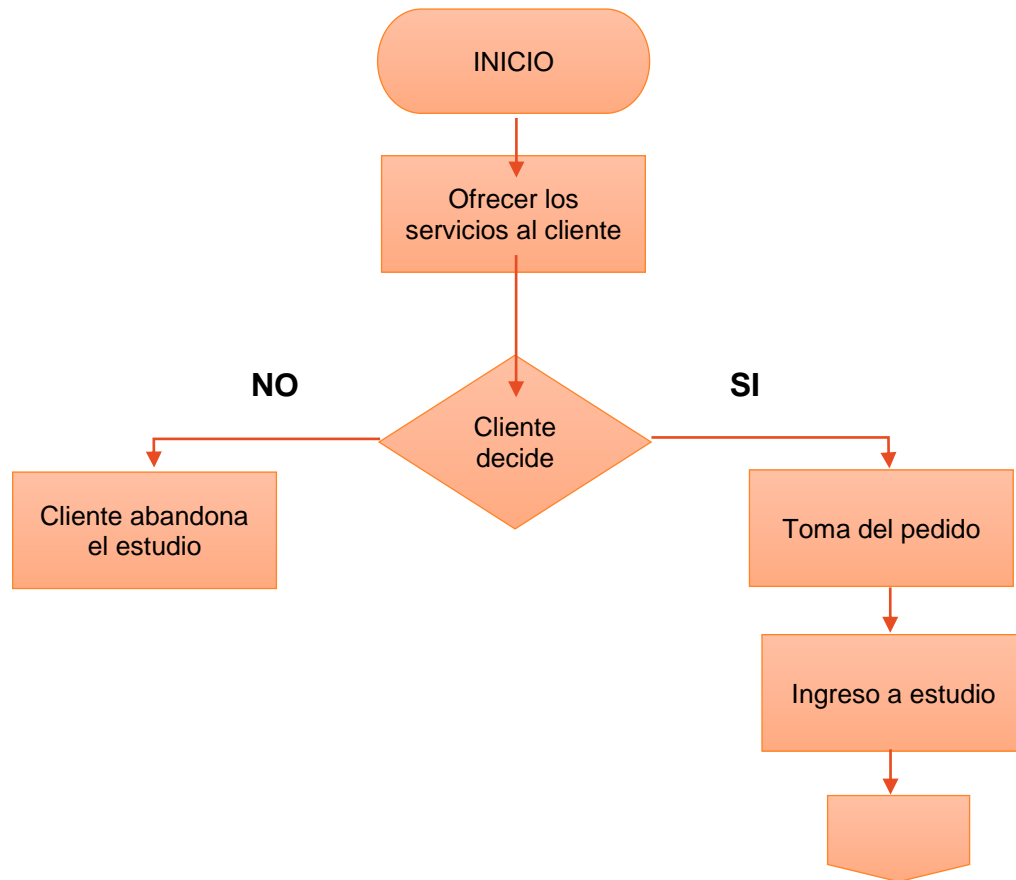 INICIO
Ofrecer los
servicios al cliente
NO
SI
Cliente
decide
Cliente abandona
el estudio
Toma del pedido
Ingreso a estudio